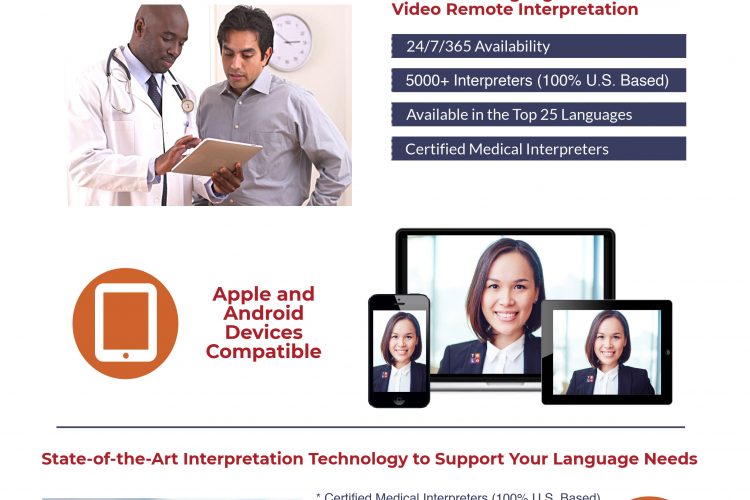 Video Remote Interpretation
24/7/365 Availability
5000+ Interpreters (100% U.S. Based)
Available in the Top 25 Languages
Certified Medical Interpreters
Apple and
Android
Devices
Compatible
State-of-the-Art Interpretation Technology to Support Your Language Needs
* Certified Medical Interpreters (100% U.S. Based)